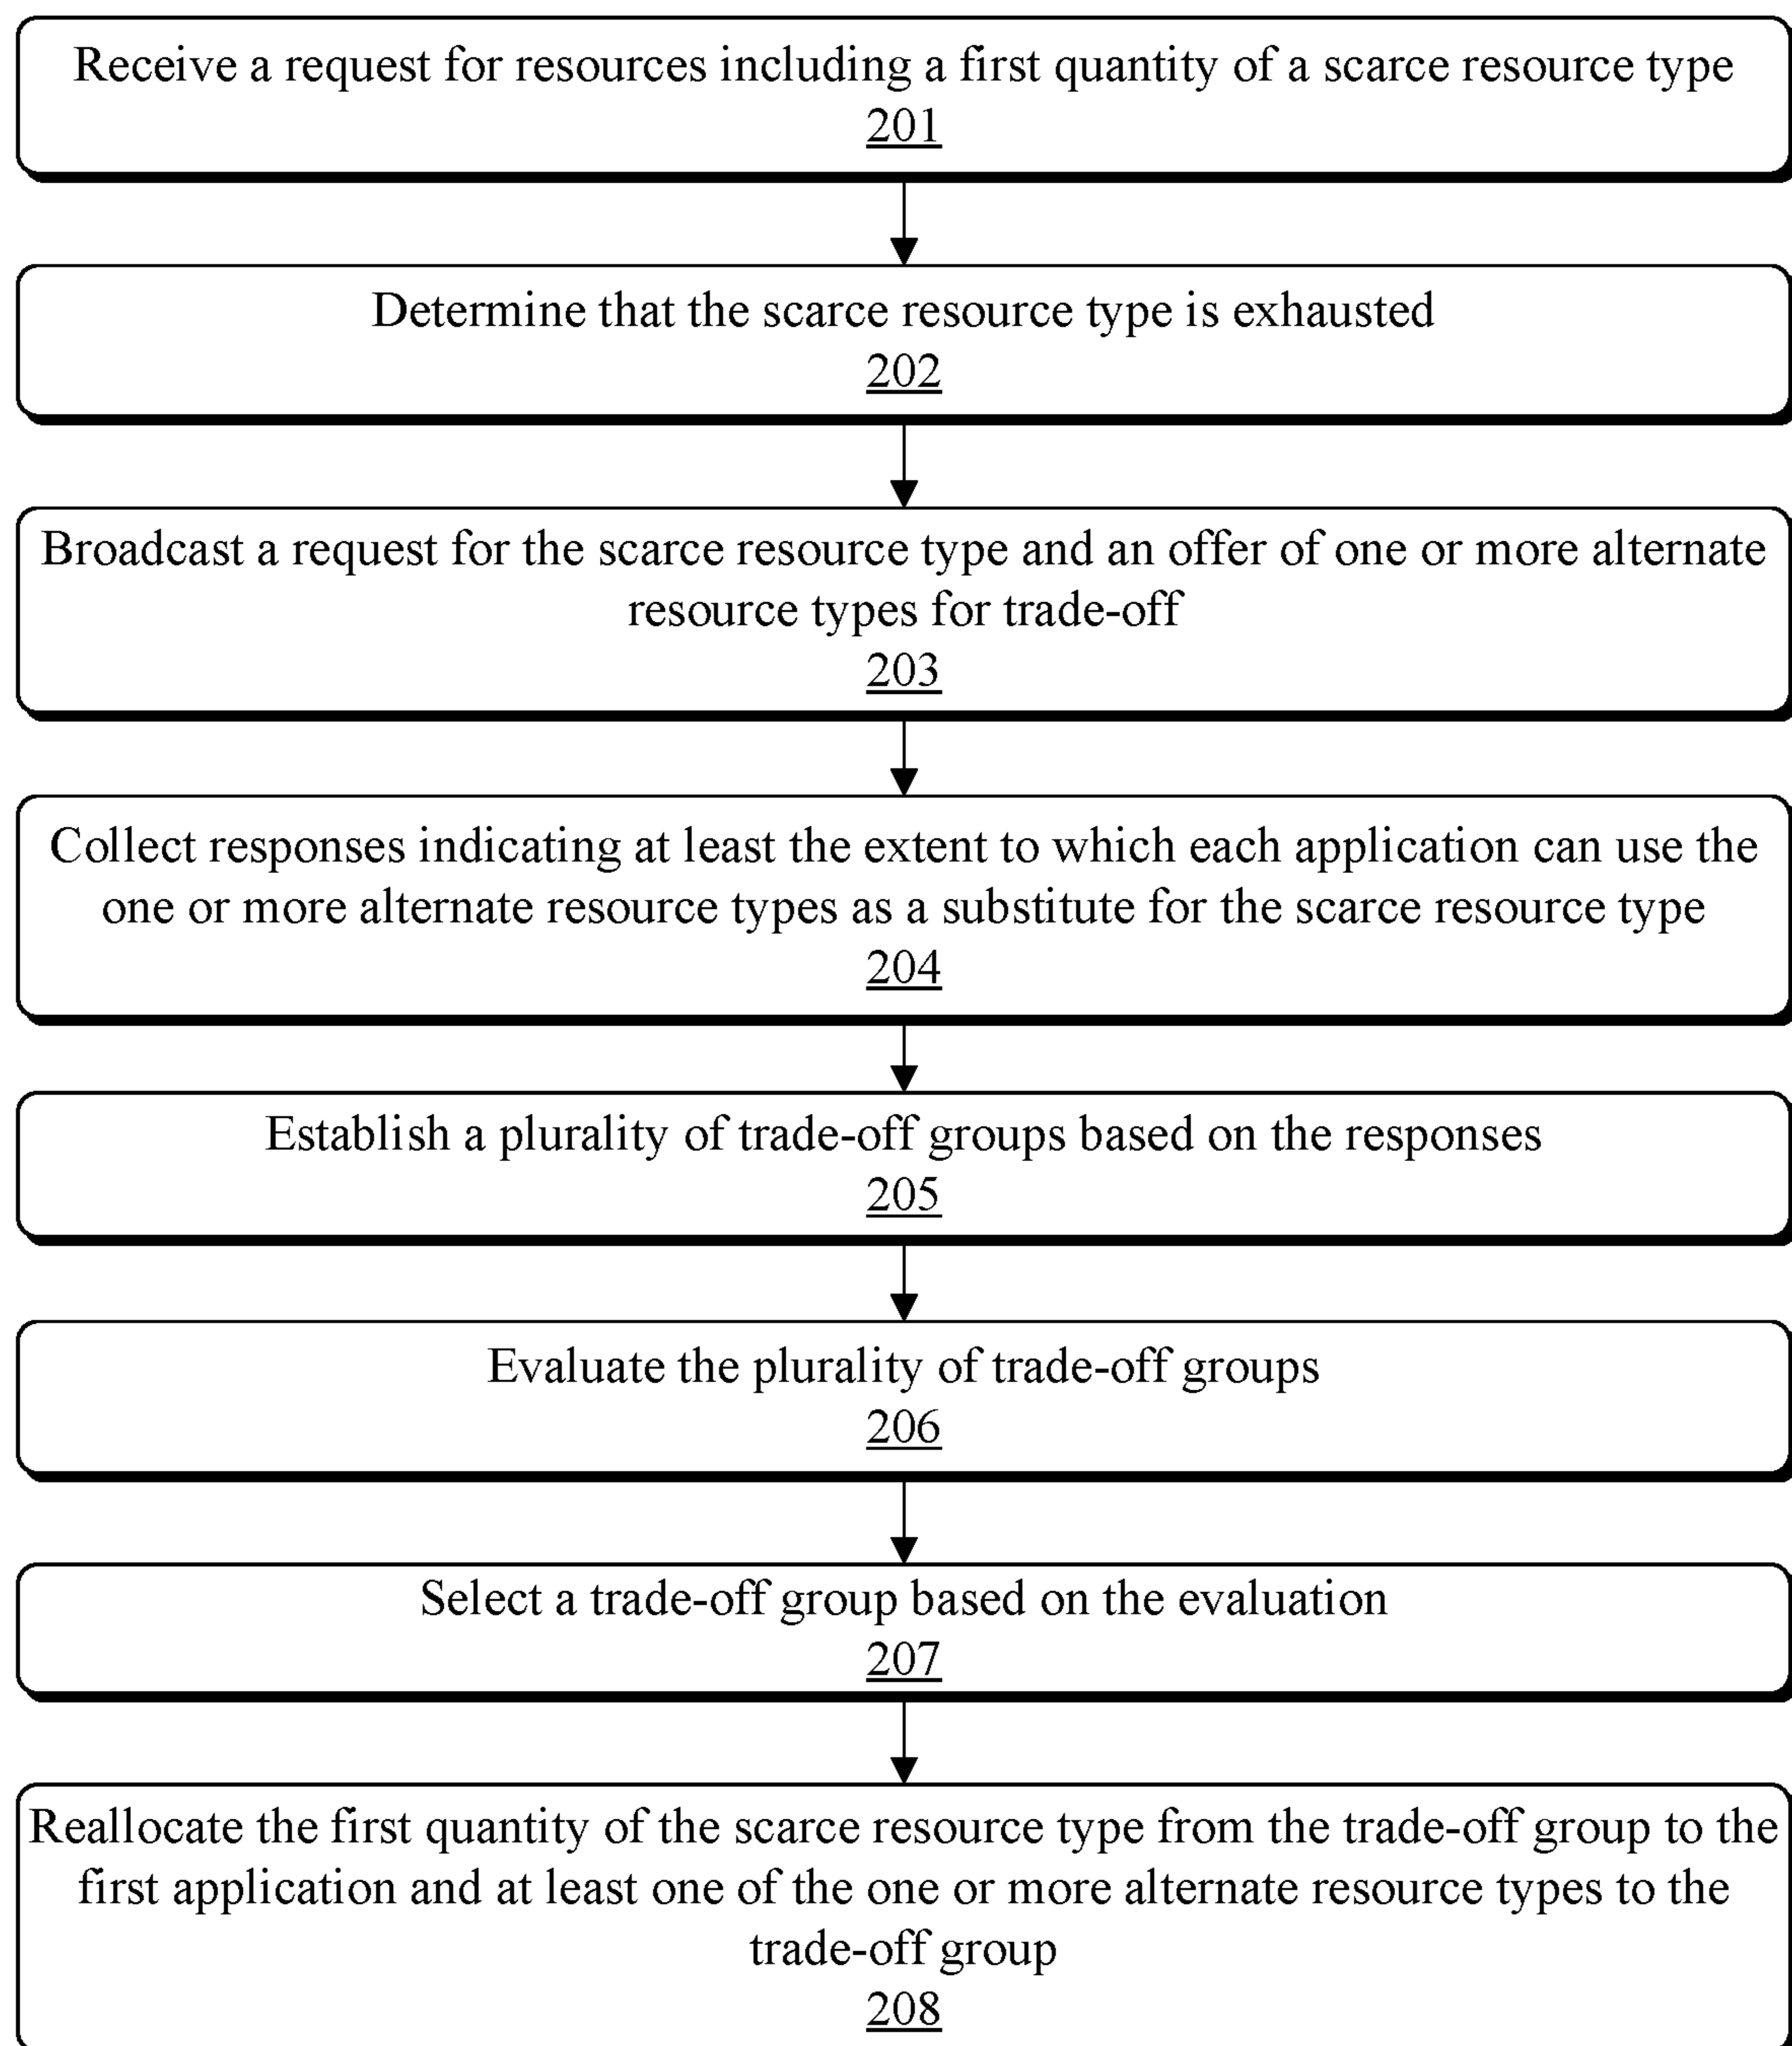 Receive a request for resources including a first quantity of a scarce resource type
201
Determine that the scarce resource type is exhausted
202
Broadcast a request for the scarce resource type and an offer of one or more alternate
resource types for trade-off
203
Collect responses indicating at least the extent to which each application can use the
one or more alternate resource types as a substitute for the scarce resource type
204
Establish a plurality of trade-off groups based on the responses
205
Evaluate the plurality of trade-off groups
206
Select a trade-off group based on the evaluation
207
Reallocate the first quantity of the scarce resource type from the trade-off group to the
first application and at least one of the one or more alternate resource types to the
trade-off group
208